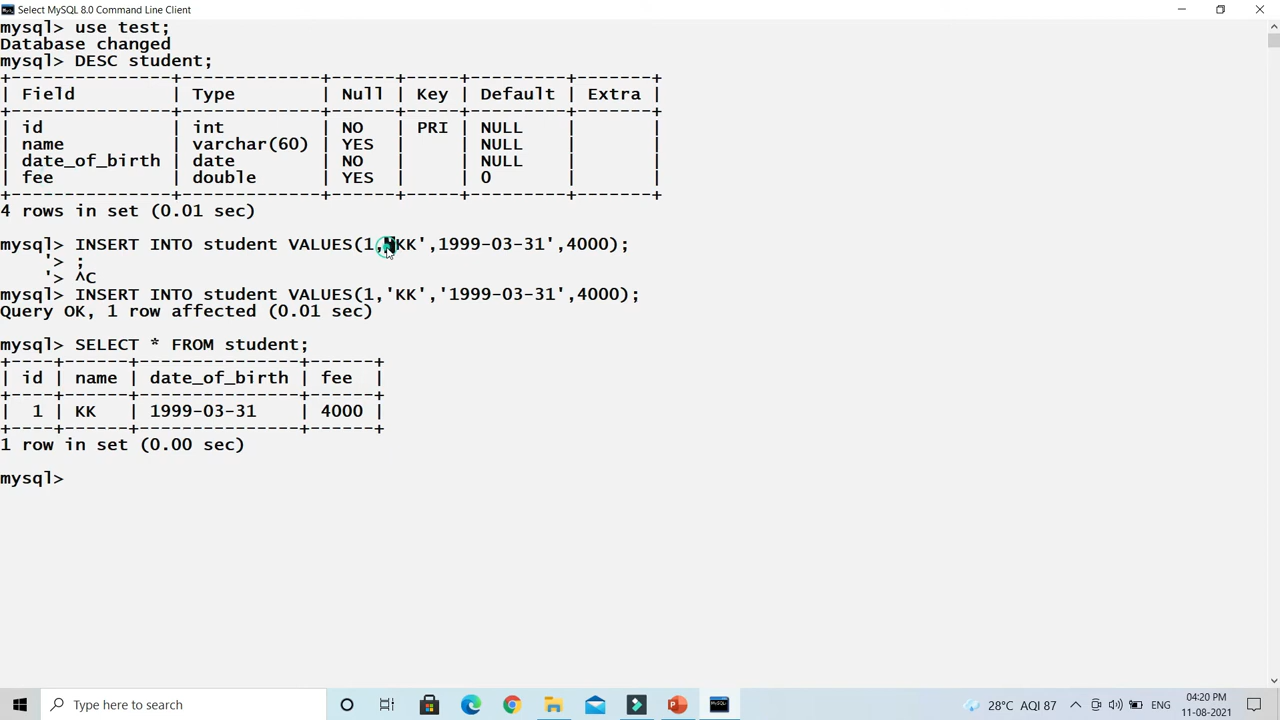 Select MySQL 8.0 Command Line Client
mysql> use test;
Database changed
mysql> DESC student;
+---------------+-------------+------+-----+---------+-------+
| Field         | Type        | Null | Key | Default | Extra |
+---------------+-------------+------+-----+---------+-------+
| id            | int         | NO   | PRI | NULL    |       |
| name          | varchar(60) | YES  |     | NULL    |       |
| date_of_birth | date        | NO   |     | NULL    |       |
| fee           | double      | YES  |     | 0       |       |
+---------------+-------------+------+-----+---------+-------+
4 rows in set (0.01 sec)
mysql> INSERT INTO student VALUES(1,'KK',1999-03-31',4000);
    '> ;
    '> ^C
mysql> INSERT INTO student VALUES(1,'KK','1999-03-31',4000);
Query OK, 1 row affected (0.01 sec)
mysql> SELECT * FROM student;
+----+------+---------------+------+
| id | name | date_of_birth | fee  |
+----+------+---------------+------+
|  1 | KK   | 1999-03-31    | 4000 |
+----+------+---------------+------+
1 row in set (0.00 sec)
mysql>
Type here to search
28°C AQI 87
ENG
04:20 PM
11-08-2021